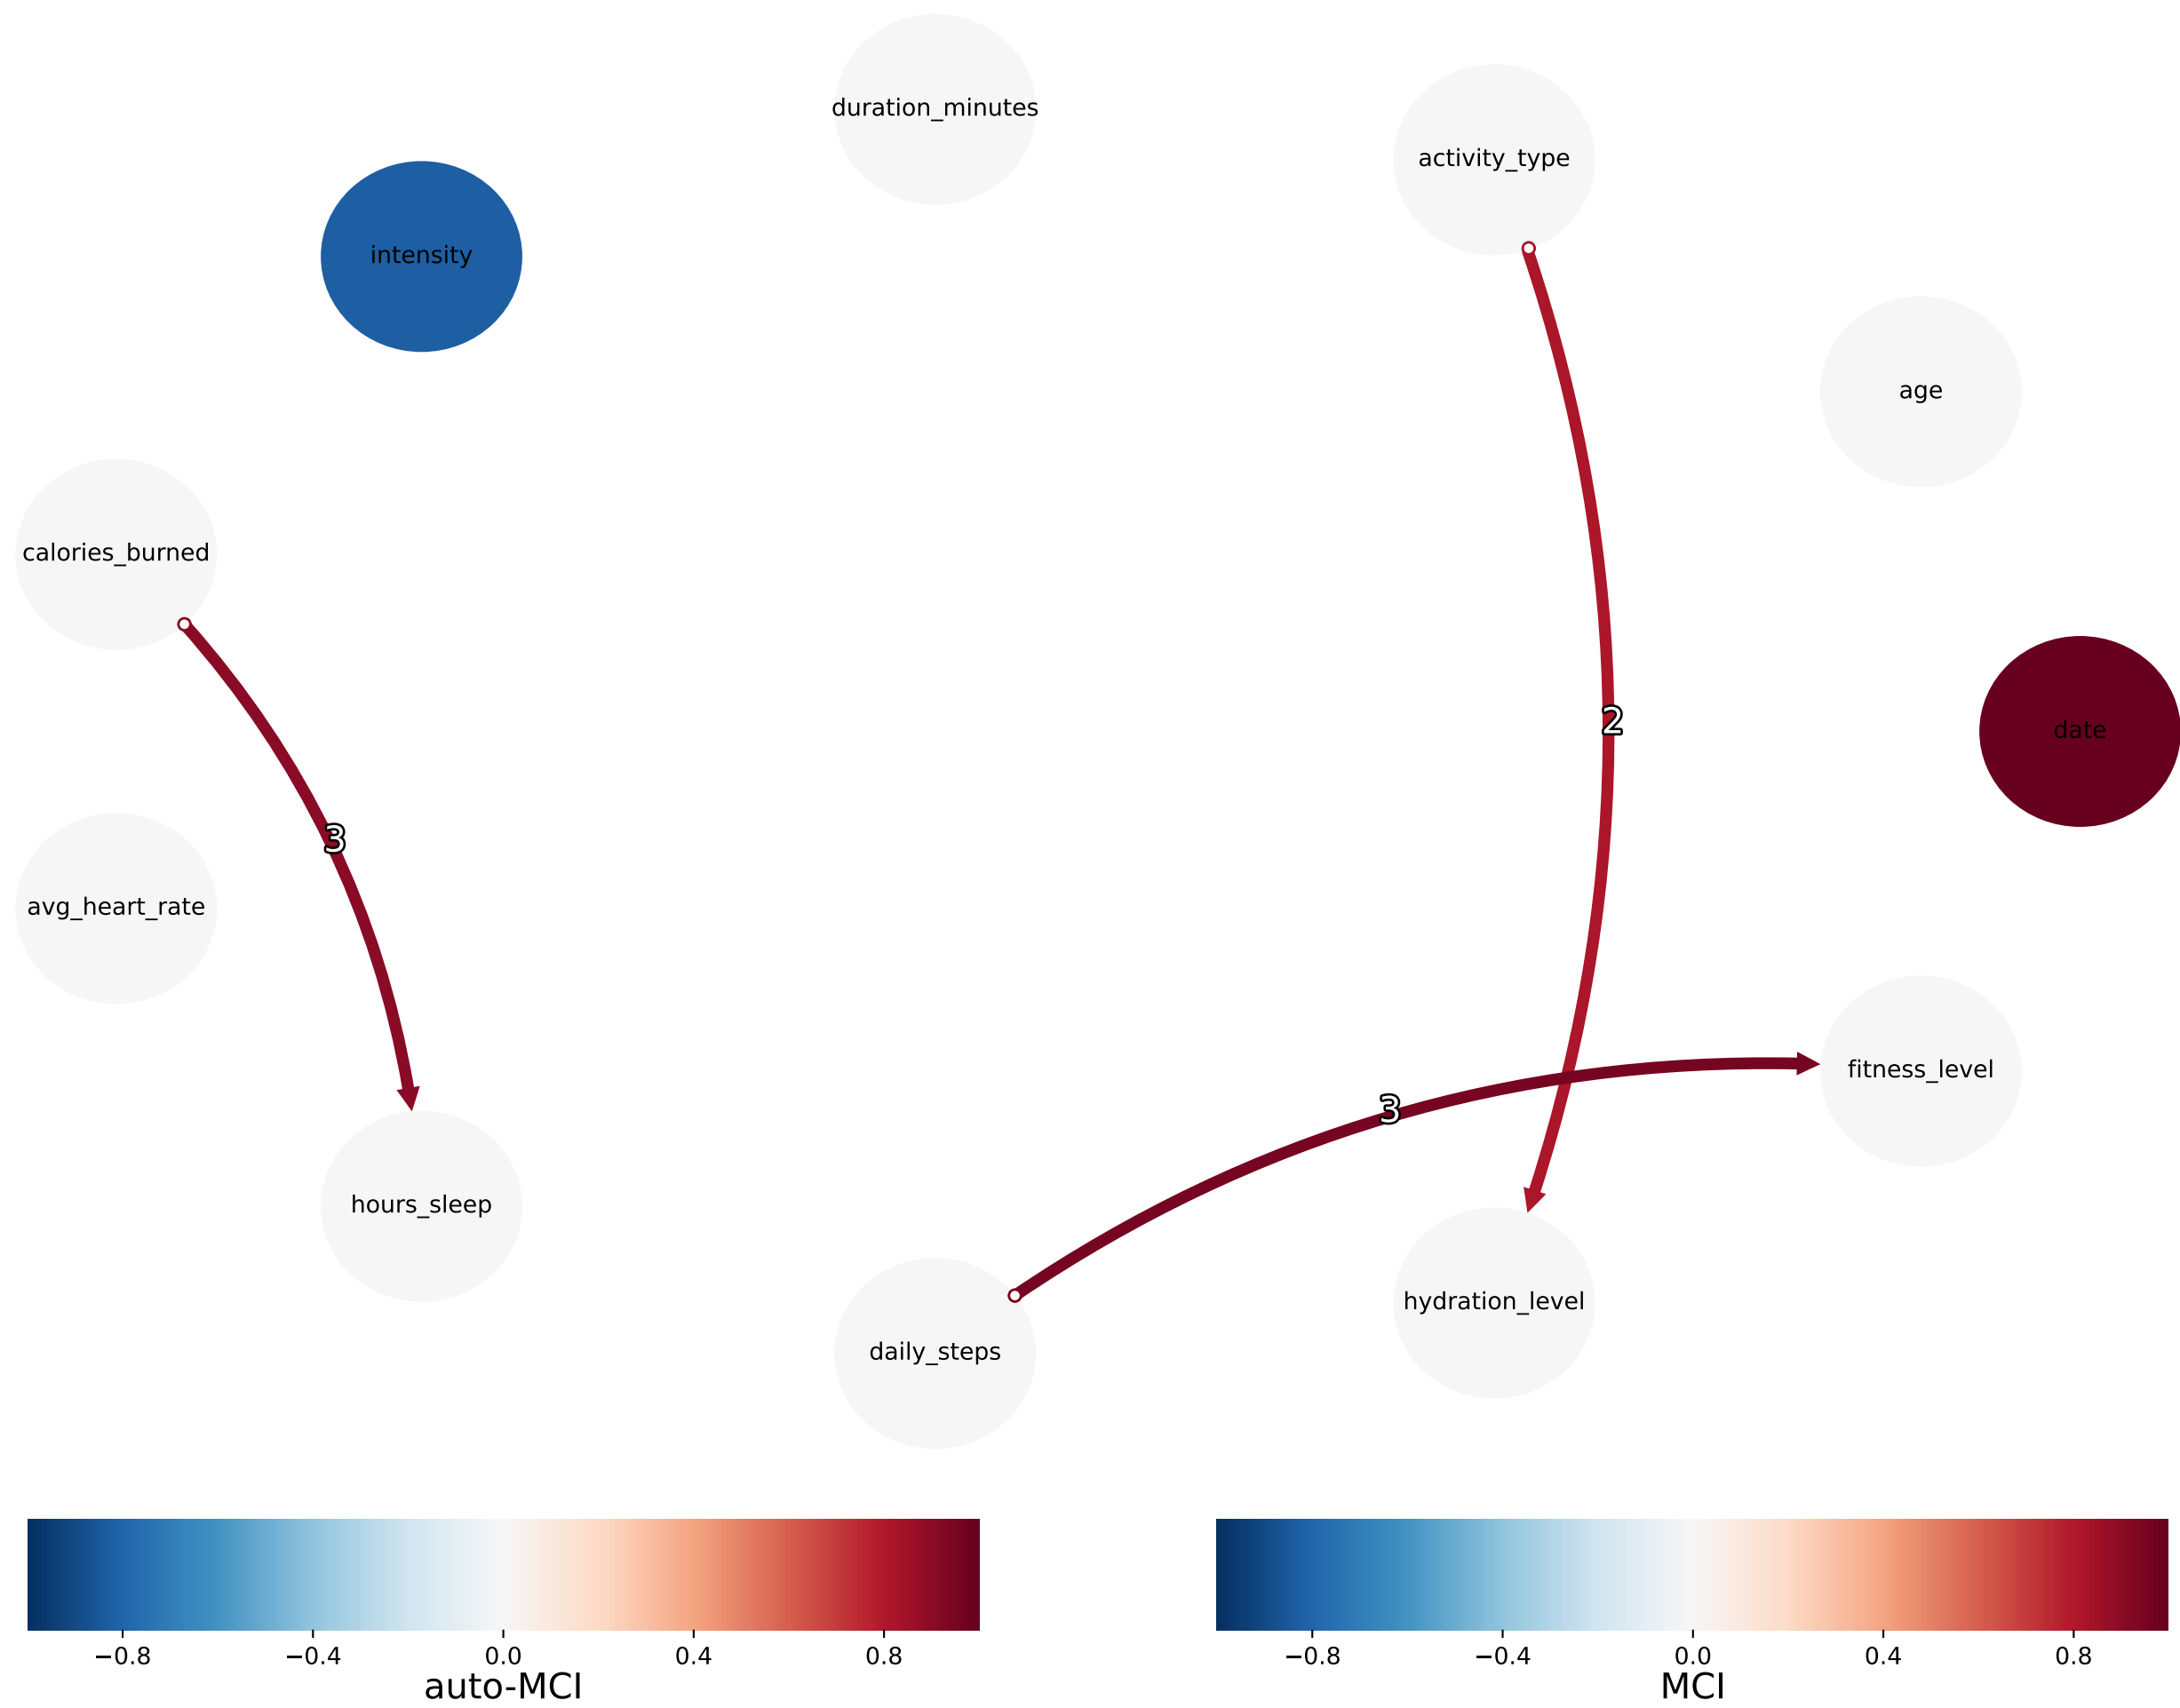 duration_minutes
activity_type
intensity
age
calories_burned
2
date
3
avg_heart_rate
fitness_level
3
hours_sleep
hydration_level
daily_steps
−0.8 −0.4 0.0 0.4 0.8
auto-MCI
−0.8 −0.4 0.0 0.4 0.8
MCI